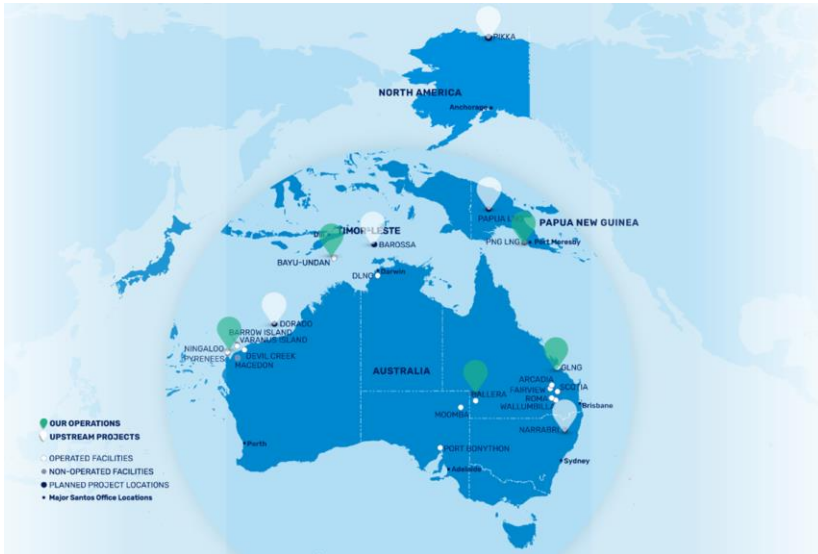 PIKKA
NORTH AMERICA
Anchorage
PAPUA
PAPUA NEW GUINEA
TIMOR-LESTE
PNG LNG
Port Moresby
BAROSSA
BAYU-UNDAN
Darwin
DLNG
DORADO
BARROW ISLAND
VARANUS ISLAND
NINGALOO
DEVIL CREEK
PYRENEES
MACEDON
AUSTRALIA
GLNG
ARCADIA
FAIRVIEW
SCOTIA
BALLERA
ROMA
WALLUMBILLA
Brisbane
MOOMBA
NARRABRI
OUR OPERATIONS
UPSTREAM PROJECTS
Perth
PORT BONYTHON
OPERATED FACILITIES
Sydney
Adelaide
NON-OPERATED FACILITIES
PLANNED PROJECT LOCATIONS
Major Santos Office Locations